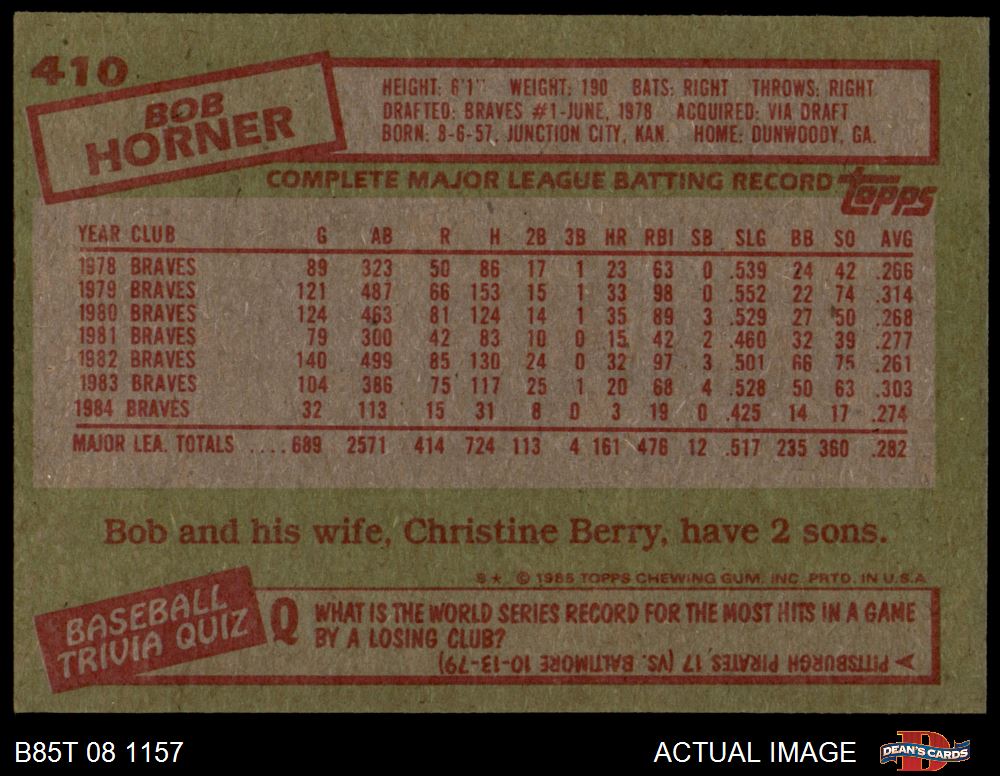 410
BOB
HORNER
HEIGHT: 6'1" WEIGHT: 190 BATS: RIGHT THROWS: RIGHT
DRAFTED: BRAVES #1-JUNE, 1978 ACQUIRED: VIA DRAFT
BORN: 8-6-57, JUNCTION CITY, KAN. HOME: DUNWOODY, GA.
COMPLETE MAJOR LEAGUE BATTING RECORD topps
YEAR CLUB G AB R H 2B 3B HR RBI SB SLG BB SO AVG
1978 BRAVES 89 323 50 86 17 1 23 63 0 .539 24 42 .266
1979 BRAVES 121 487 66 153 15 1 33 98 0 .552 22 74 .314
1980 BRAVES 124 463 81 124 14 1 35 89 3 .529 27 50 .268
1981 BRAVES 79 300 42 83 10 0 15 42 2 .460 32 39 .277
1982 BRAVES 140 499 85 130 24 0 32 97 3 .501 66 75 .261
1983 BRAVES 104 386 75 117 25 1 20 68 4 .528 50 63 .303
1984 BRAVES 32 113 15 31 8 0 3 19 0 .425 14 17 .274
MAJOR LEA. TOTALS ....689 2571 414 724 113 4 161 476 12 .517 235 360 .282
Bob and his wife, Christine Berry, have 2 sons.
© 1985 TOPPS CHEWING GUM, INC. PRTD. IN U.S.A.
BASEBALL
TRIVIA QUIZ
Q WHAT IS THE WORLD SERIES RECORD FOR THE MOST HITS IN A GAME
BY A LOSING CLUB?
A PITTSBURGH PIRATES, 17 (VS. BALTIMORE 10-13-79)
B85T 08 1157
ACTUAL IMAGE
D
DEAN'S CARDS